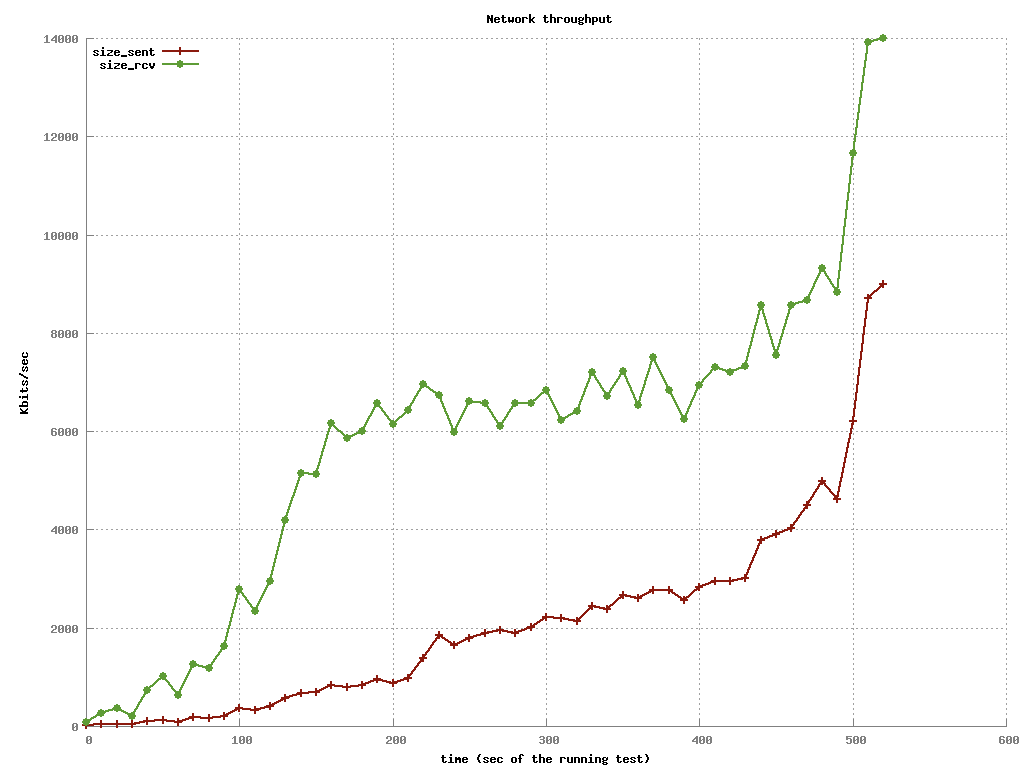 Network throughput
size_sent
size_rcv
14000
12000
10000
8000
6000
4000
2000
0
Kbits/sec
0 100 200 300 400 500 600
time (sec of the running test)